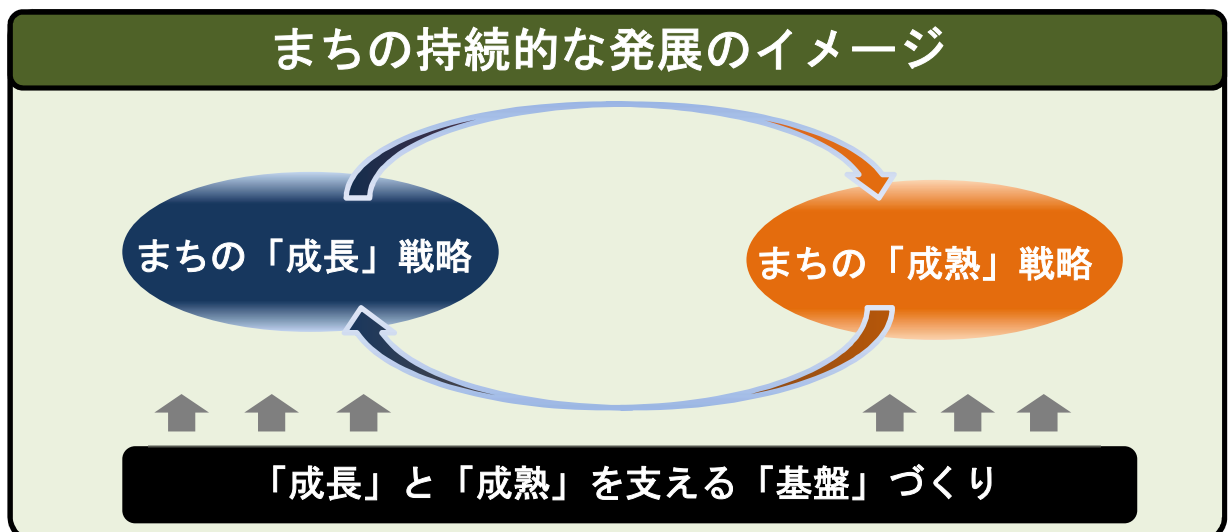 まちの持続的な発展のイメージ
まちの「成長」戦略
まちの「成熟」戦略
「成長」と「成熟」を支える「基盤」づくり